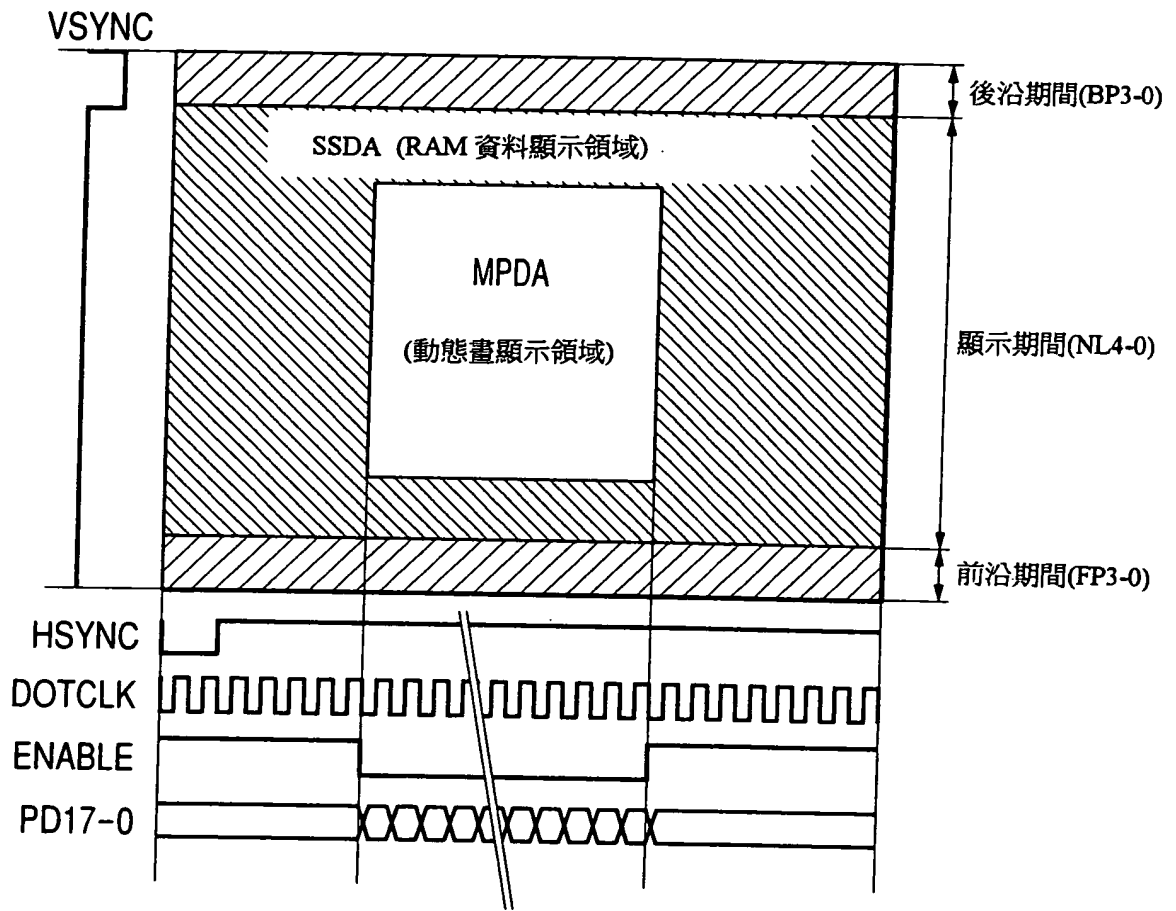 VSYNC
後沿期間(BP3-0)
SSDA (RAM 資料顯示領域)
MPDA
(動態畫顯示領域)
顯示期間(NL4-0)
前沿期間(FP3-0)
HSYNC
DOTCLK
ENABLE
PD17-0